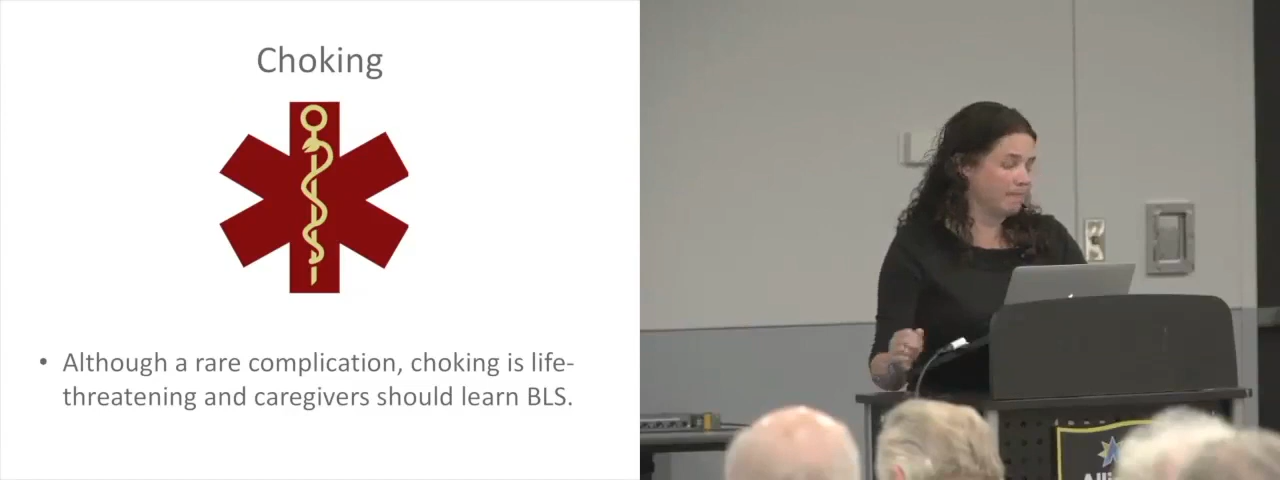 Choking
• Although a rare complication, choking is life-
threatening and caregivers should learn BLS.